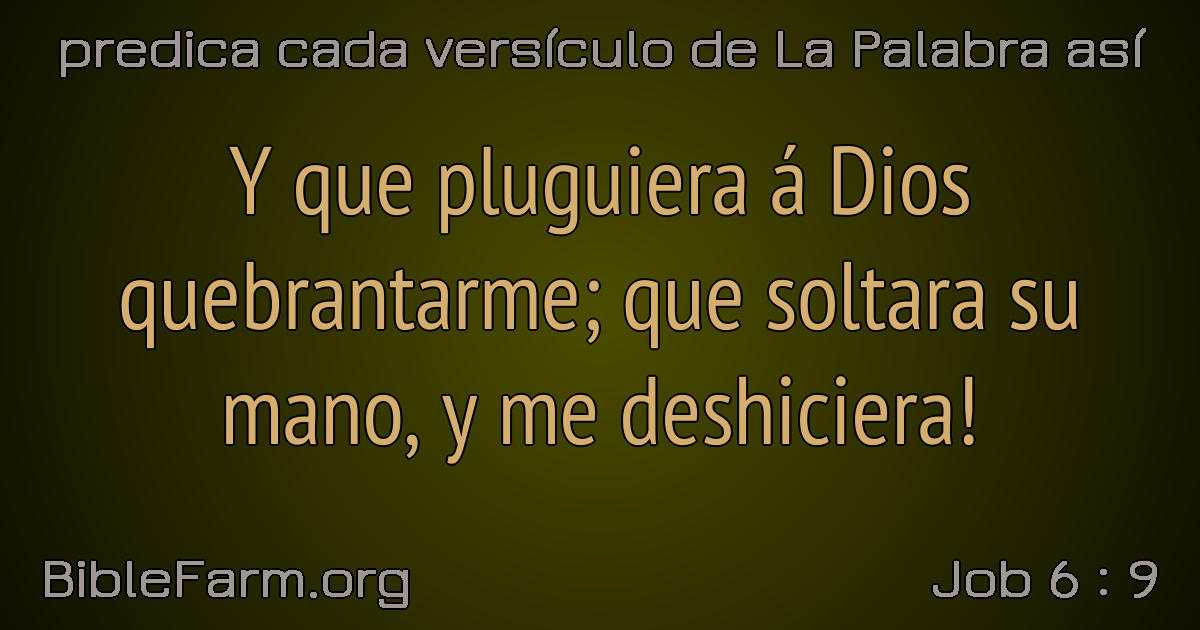 predica cada versículo de La Palabra así
Y que pluguiera á Dios
quebrantarme; que soltara su
mano, y me deshiciera!
BibleFarm.org
Job 6 : 9